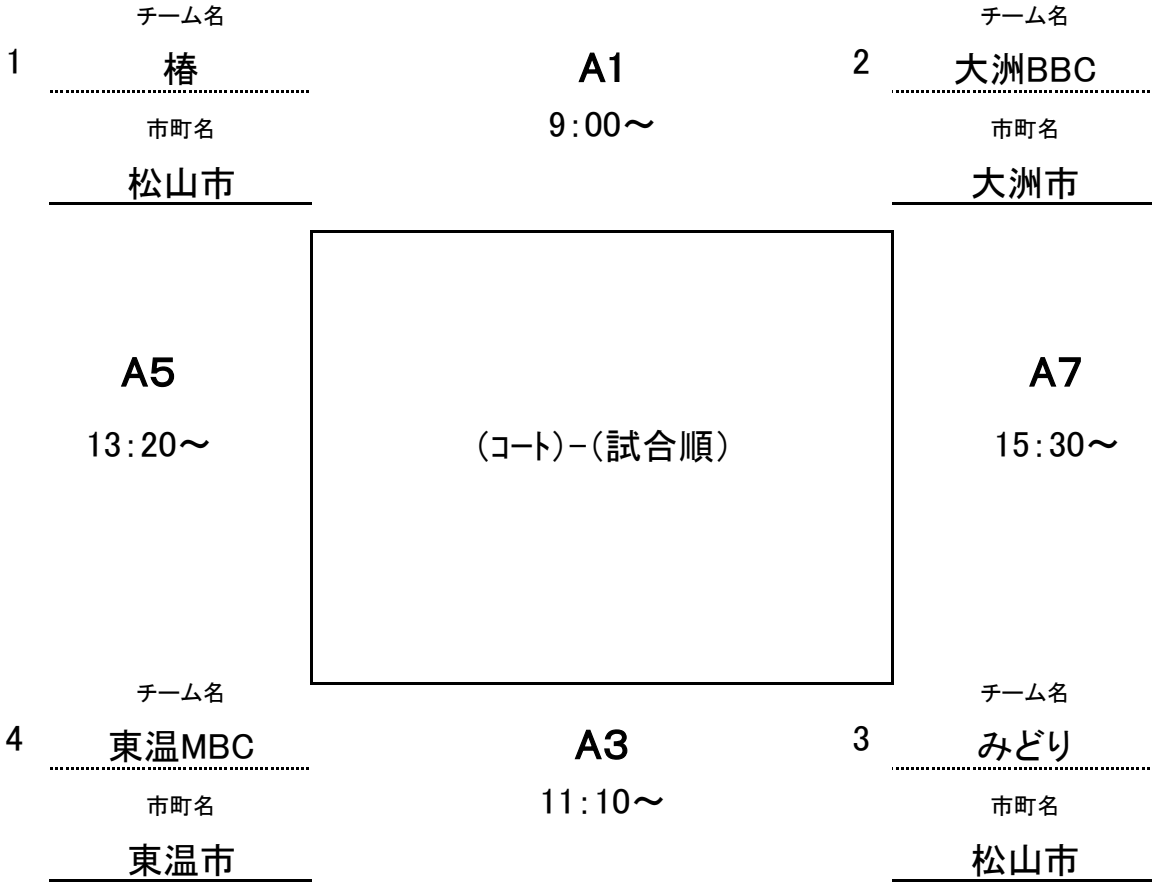 チーム名
1 椿
市町名
松山市
A1
9:00～
チーム名
2 大洲BBC
市町名
大洲市
A5
13:20～
(ｺｰﾄ)-(試合順)
A7
15:30～
チーム名
4 東温MBC
市町名
東温市
A3
11:10～
チーム名
3 みどり
市町名
松山市